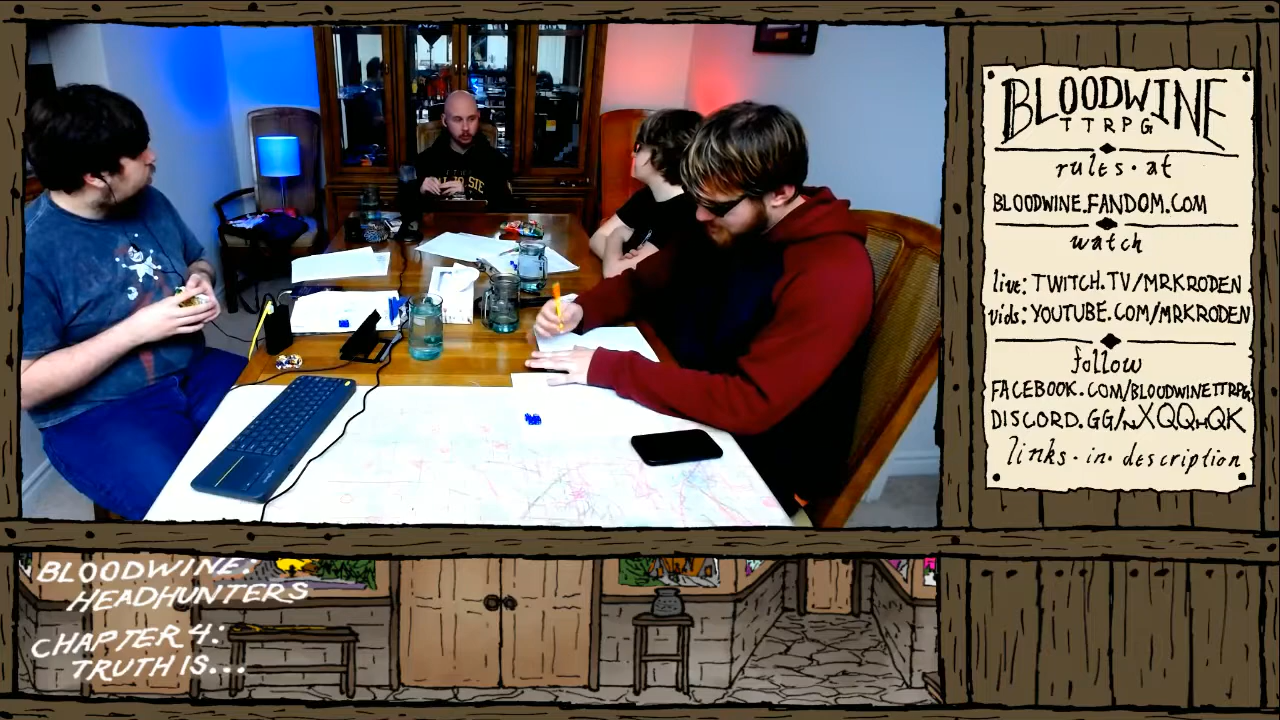 BLOODWINE
TTRPG
rules • at
BLOODWINE.FANDOM.COM
watch
live: TWITCH.TV/MRKRODEN
vids: YOUTUBE.COM/MRKRODEN
follow
FACEBOOK.COM/BLOODWINETTRPG
links • in • description
BLOODWINE:
HEADHUNTERS
CHAPTER 4:
TRUTH IS...